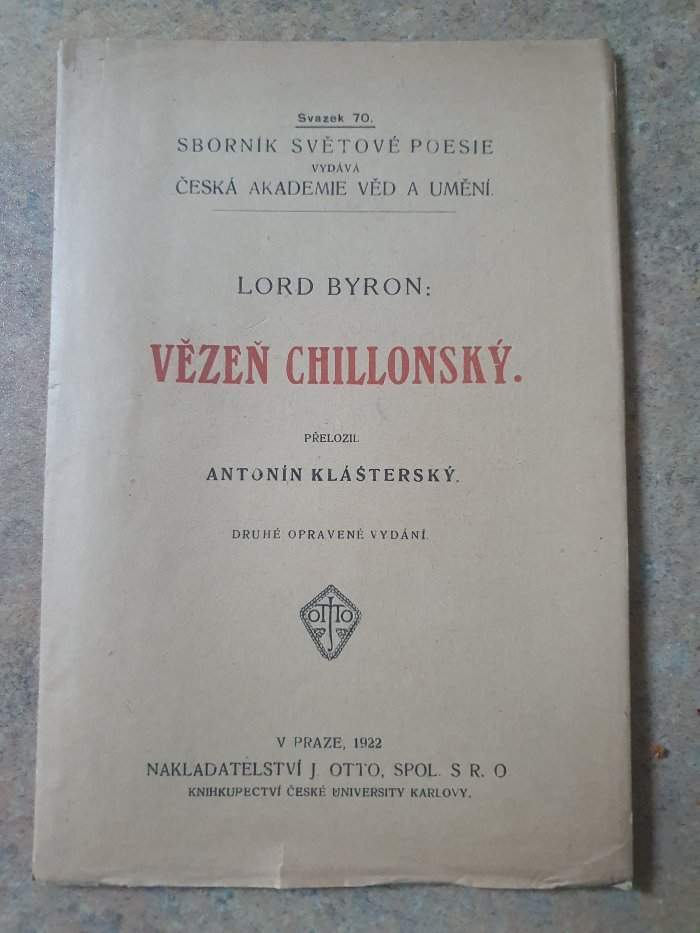 Svazek 70.
SBORNÍK SVĚTOVÉ POESIE
VYDÁVÁ
ČESKÁ AKADEMIE VĚD A UMĚNÍ.
LORD BYRON:
VĚZEŇ CHILLONSKÝ.
PŘELOŽIL
ANTONÍN KLÁŠTERSKÝ.
DRUHÉ OPRAVENÉ VYDÁNÍ.
OTTO
J
V PRAZE, 1922
NAKLADATELSTVÍ J. OTTO, SPOL. S R. O
KNIHKUPECTVÍ ČESKÉ UNIVERSITY KARLOVY.